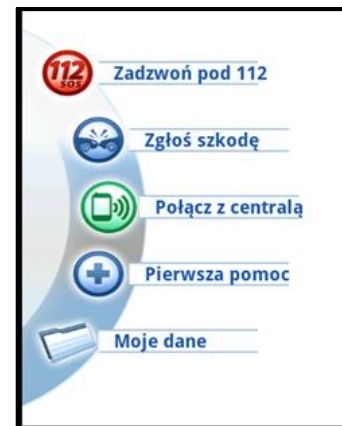 112
SOS
Zadzwoń pod 112
Zgłoś szkodę
Połącz z centralą
Pierwsza pomoc
Moje dane